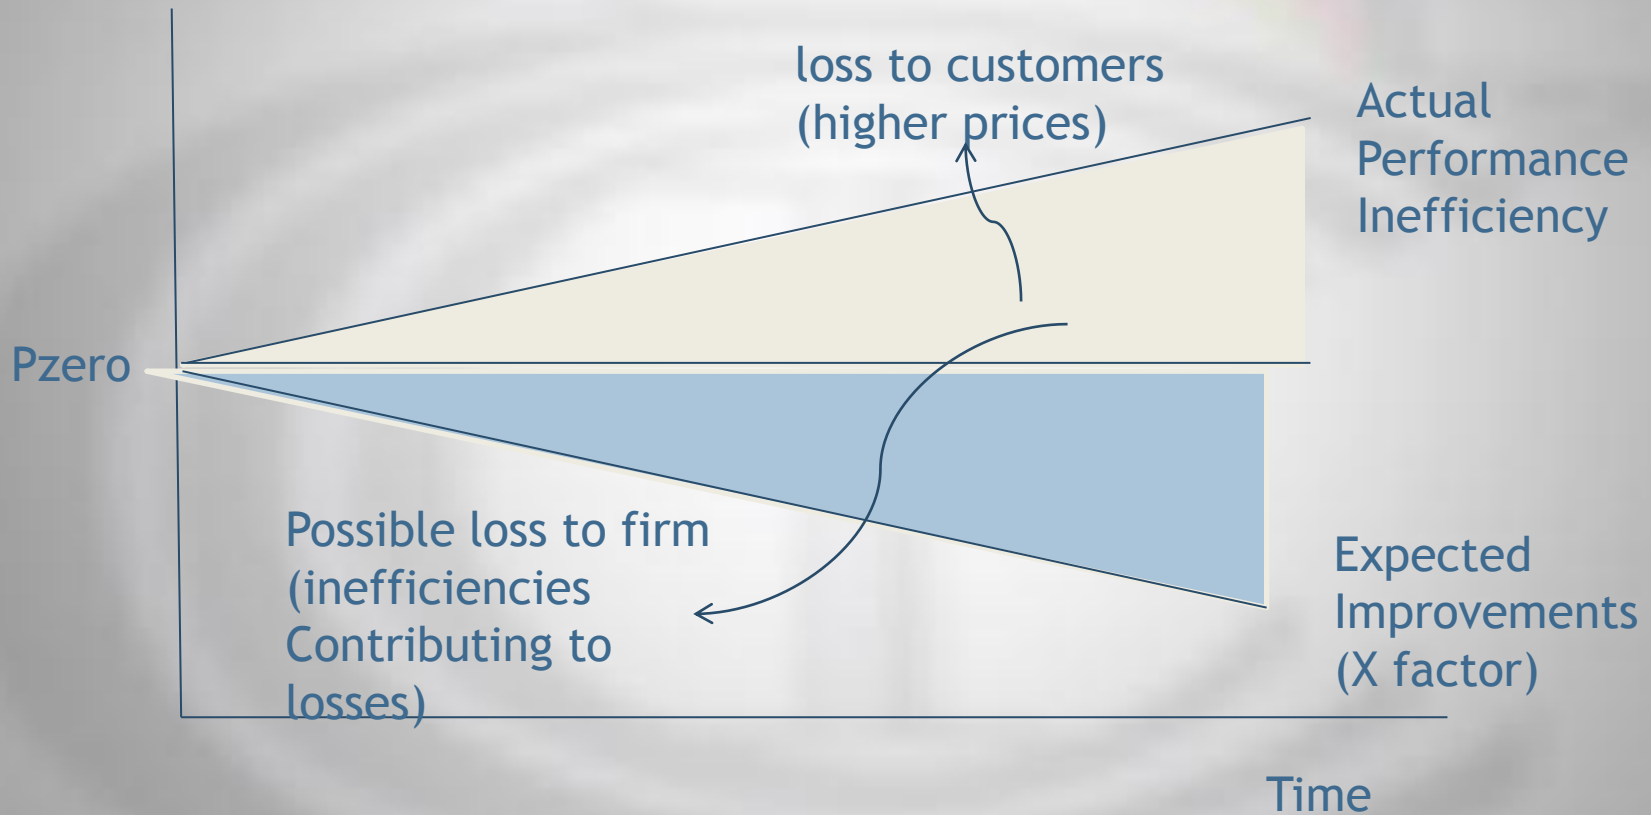 loss to customers
(higher prices)
Actual
Performance
Inefficiency
Pzero
Possible loss to firm
(inefficiencies
Contributing to
losses)
Expected
Improvements
(X factor)
Time